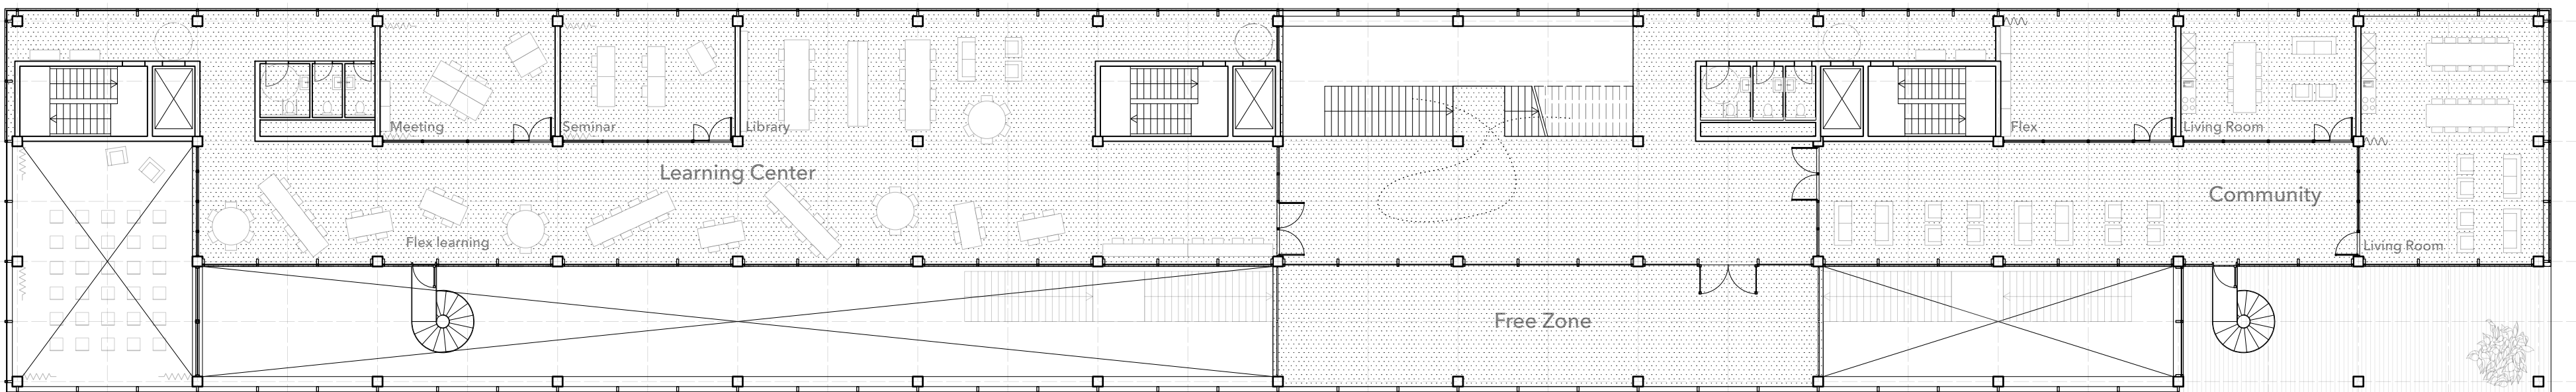 Meeting
Seminar
Library
Flex
Living Room
Learning Center
Community
Flex learning
Living Room
Free Zone